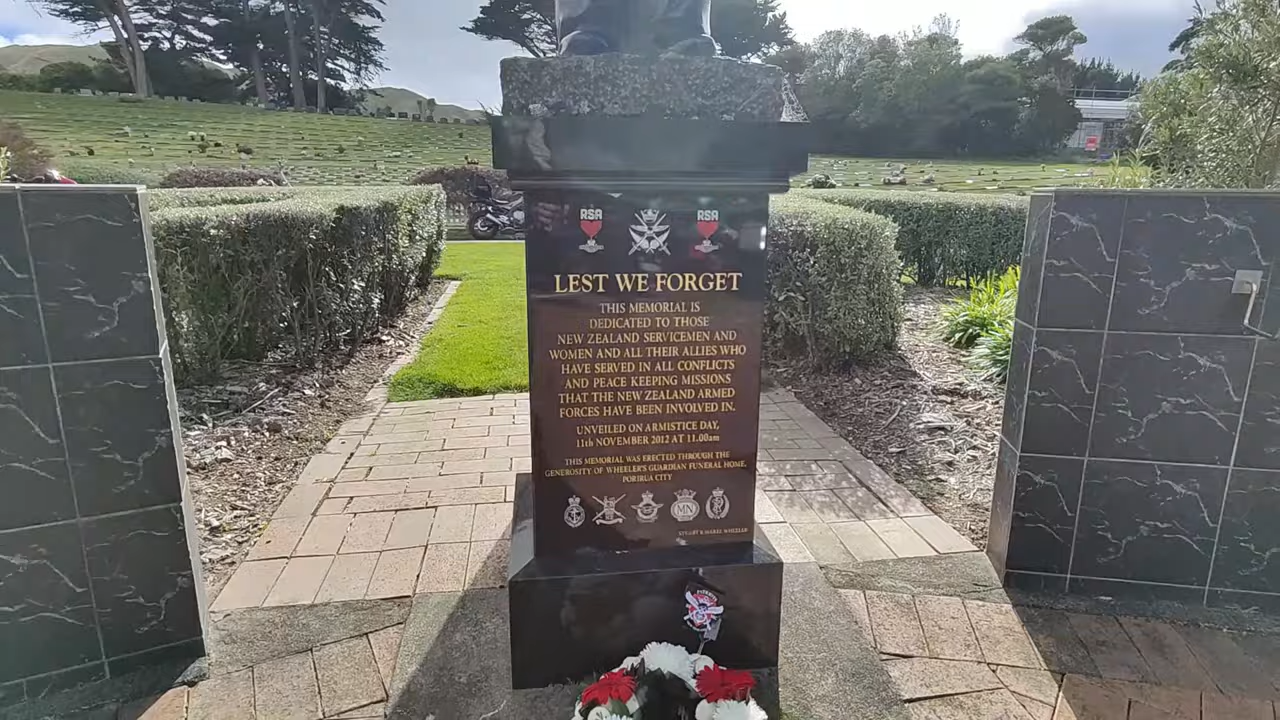 RSA RSA
LEST WE FORGET
THIS MEMORIAL IS
DEDICATED TO THOSE
NEW ZEALAND SERVICEMEN AND
WOMEN AND ALL THEIR ALLIES WHO
HAVE SERVED IN ALL CONFLICTS
AND PEACE KEEPING MISSIONS
THAT THE NEW ZEALAND ARMED
FORCES HAVE BEEN INVOLVED IN.
UNVEILED ON ARMISTICE DAY,
11th NOVEMBER 2012 AT 11.00am
THIS MEMORIAL WAS ERECTED THROUGH THE
GENEROSITY OF WHEELER'S GUARDIAN FUNERAL HOME,
PORIRUA CITY
MN
WHEELER